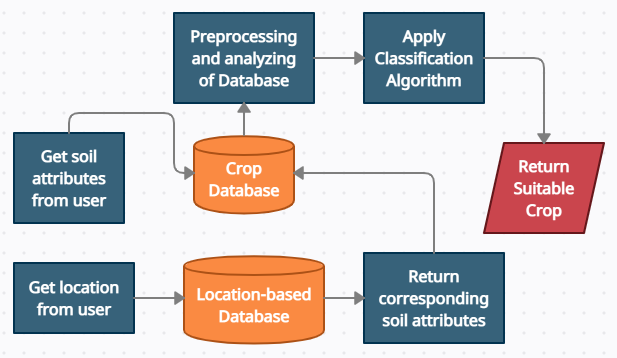 Preprocessing
and analyzing
of Database
Apply
Classification
Algorithm
Get soil
attributes
from user
Crop
Database
Return
Suitable
Crop
Get location
from user
Location-based
Database
Return
corresponding
soil attributes